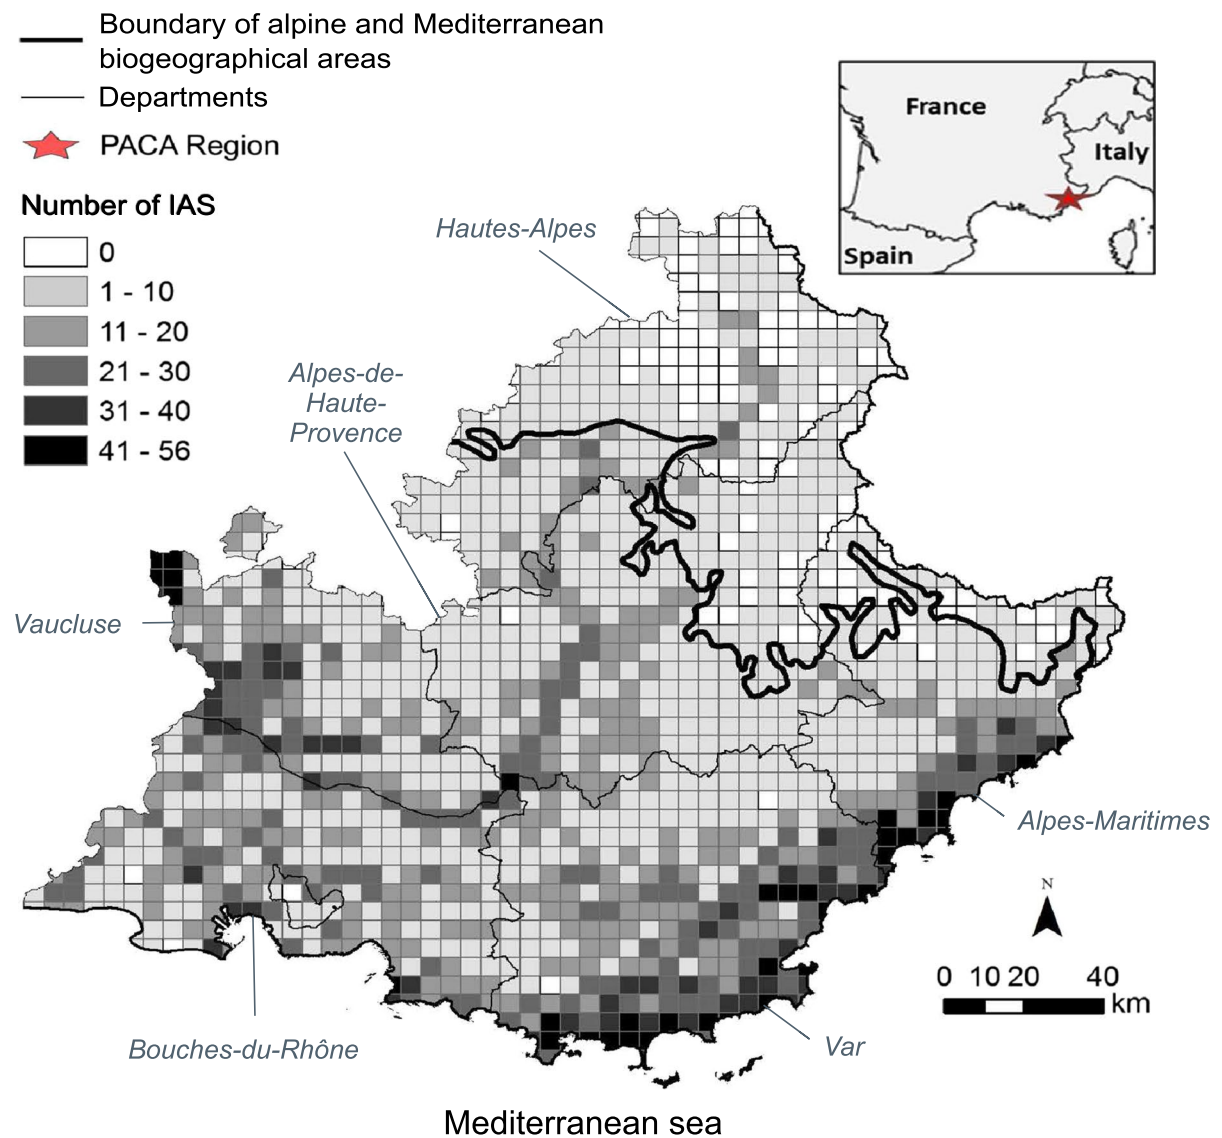 Boundary of alpine and Mediterranean
biogeographical areas
Departments
PACA Region
Number of IAS
0
1 - 10
11 - 20
21 - 30
31 - 40
41 - 56
France
Italy
Spain
Hautes-Alpes
Alpes-de-
Haute-
Provence
Vaucluse
Alpes-Maritimes
N
0 10 20 40
km
Bouches-du-Rhône
Var
Mediterranean sea